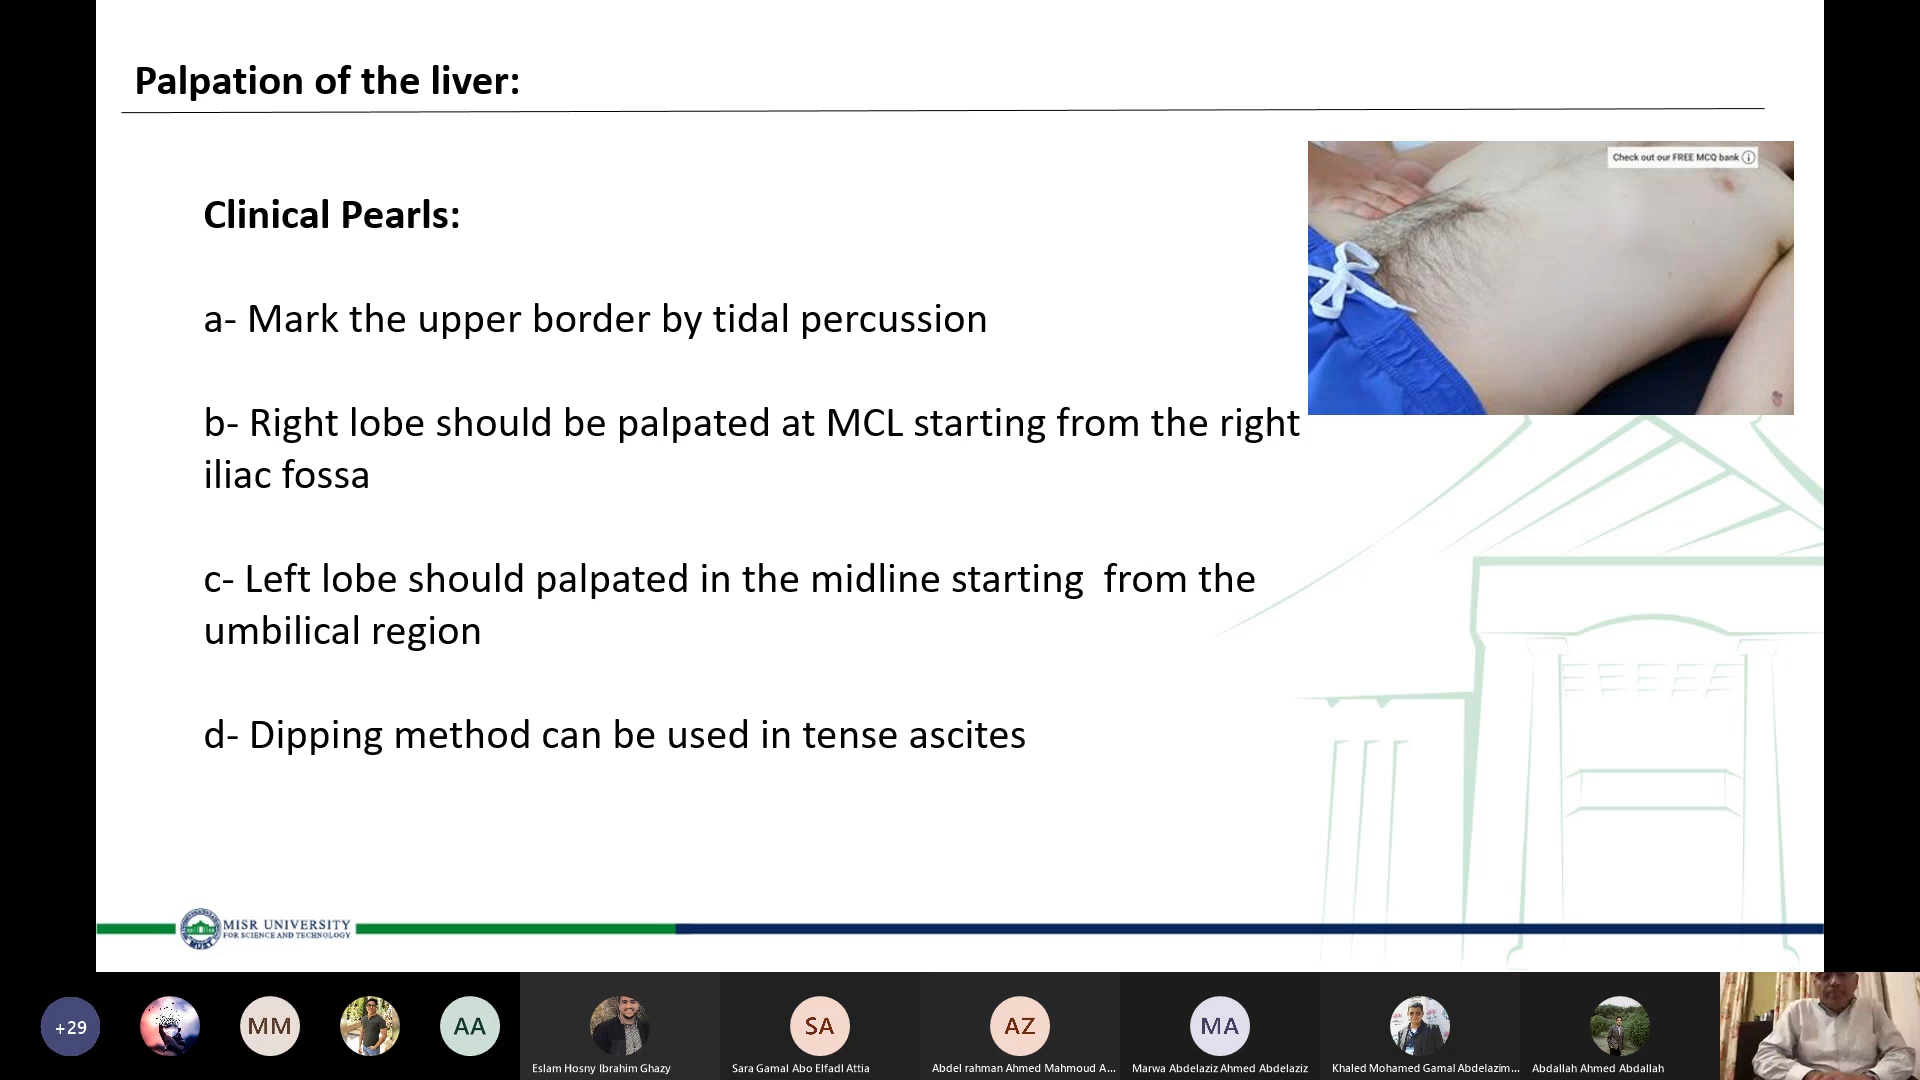 Palpation of the liver:
Check out our FREE MCQ bank
Clinical Pearls:
a- Mark the upper border by tidal percussion
b- Right lobe should be palpated at MCL starting from the right
iliac fossa
c- Left lobe should palpated in the midline starting  from the
umbilical region
d- Dipping method can be used in tense ascites
MISR UNIVERSITY
FOR SCIENCE AND TECHNOLOGY
MUST
+29
MM
AA
SA
AZ
MA
Eslam Hosny Ibrahim Ghazy
Sara Gamal Abo Elfadl Attia
Abdel rahman Ahmed Mahmoud A...
Marwa Abdelaziz Ahmed Abdelaziz
Khaled Mohamed Gamal Abdelazim...
Abdallah Ahmed Abdallah